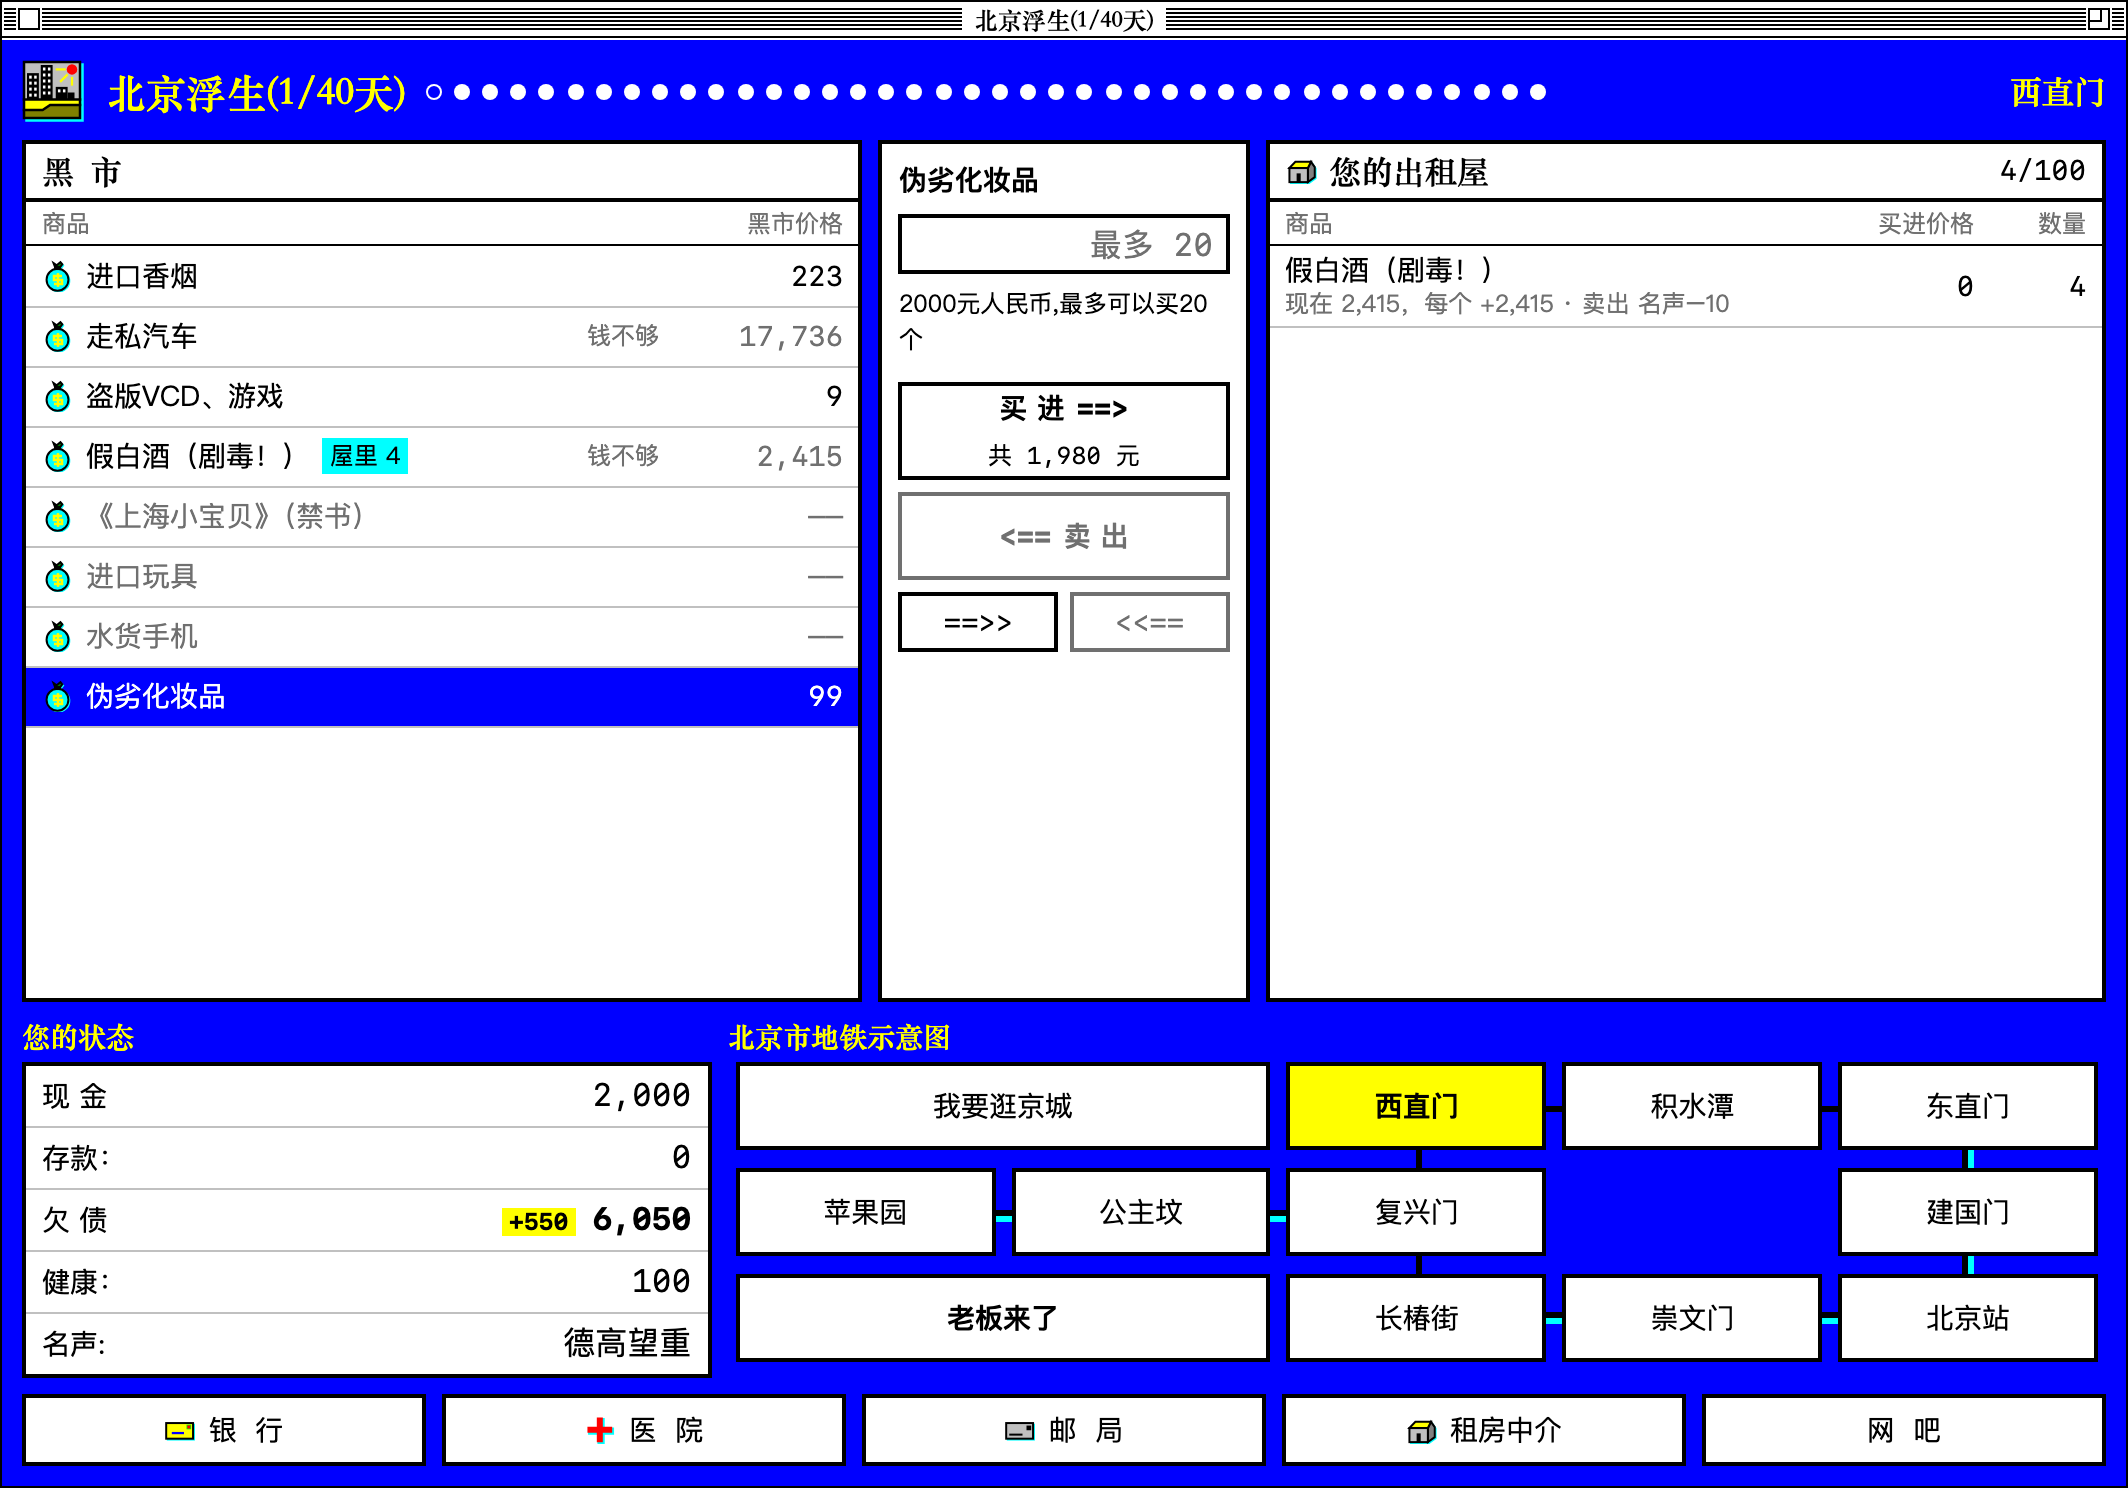 北京浮生(1/40天)
北京浮生(1/40天)
西直门
黑 市
商品 黑市价格
进口香烟 223
走私汽车 钱不够 17,736
盗版VCD、游戏 9
假白酒（剧毒！） 屋里 4 钱不够 2,415
《上海小宝贝》（禁书） ——
进口玩具 ——
水货手机 ——
伪劣化妆品 99
伪劣化妆品
最多 20
2000元人民币,最多可以买20
个
买 进 ==>
共 1,980 元
<== 卖 出
==>> <<==
您的出租屋 4/100
商品 买进价格 数量
假白酒（剧毒！） 0 4
现在 2,415，每个 +2,415 · 卖出 名声−10
您的状态
现 金 2,000
存款： 0
欠 债 +550 6,050
健康： 100
名声: 德高望重
北京市地铁示意图
我要逛京城 西直门 积水潭 东直门
苹果园 公主坟 复兴门 建国门
老板来了 长椿街 崇文门 北京站
银 行 医 院 邮 局 租房中介 网 吧